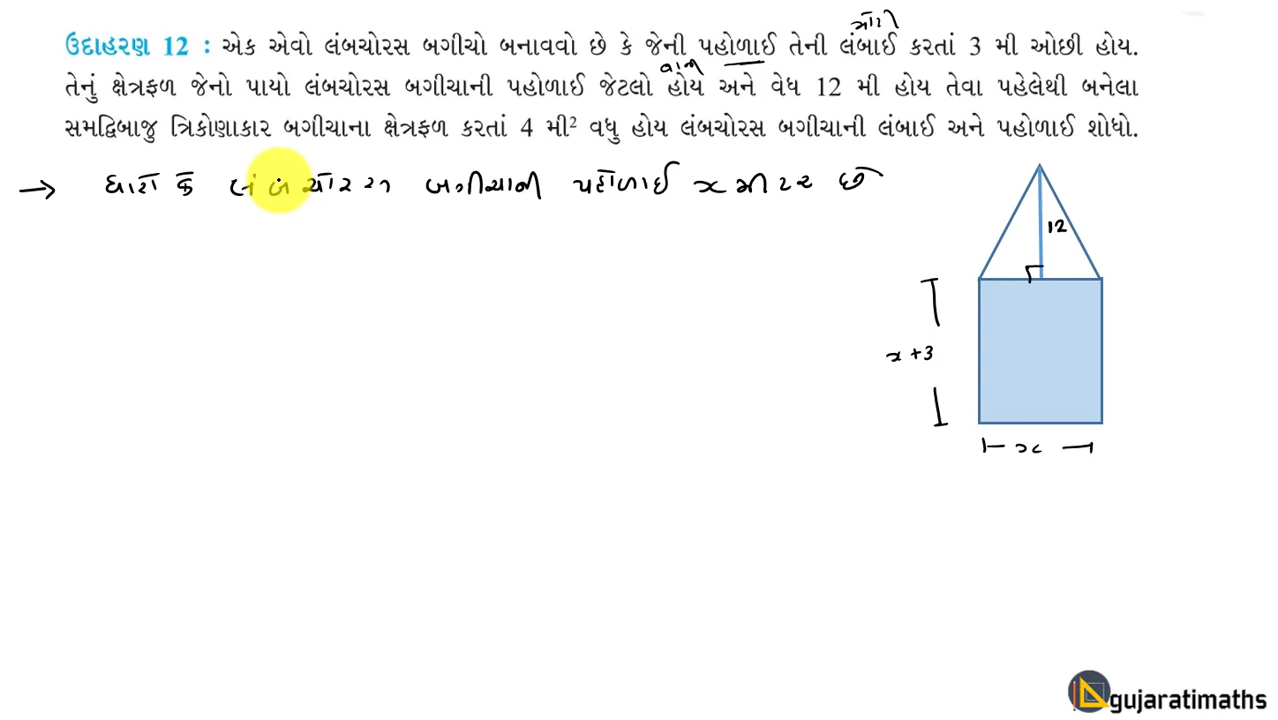 ઉદાહરણ 12 : એક એવો લંબચોરસ બગીચો બનાવવો છે કે જેની પહોળાઈ તેની લંબાઈ કરતાં 3 મી ઓછી હોય.
તેનું ક્ષેત્રફળ જેનો પાયો લંબચોરસ બગીચાની પહોળાઈ જેટલો હોય અને વેધ 12 મી હોય તેવા પહેલેથી બનેલા
સમદ્વિબાજુ ત્રિકોણાકાર બગીચાના ક્ષેત્રફળ કરતાં 4 મી² વધુ હોય લંબચોરસ બગીચાની લંબાઈ અને પહોળાઈ શોધો.
→ ધારો કે લંબચોરસ બગીચાની પહોળાઈ x મીટર છે
12
x + 3
x
gujaratimaths